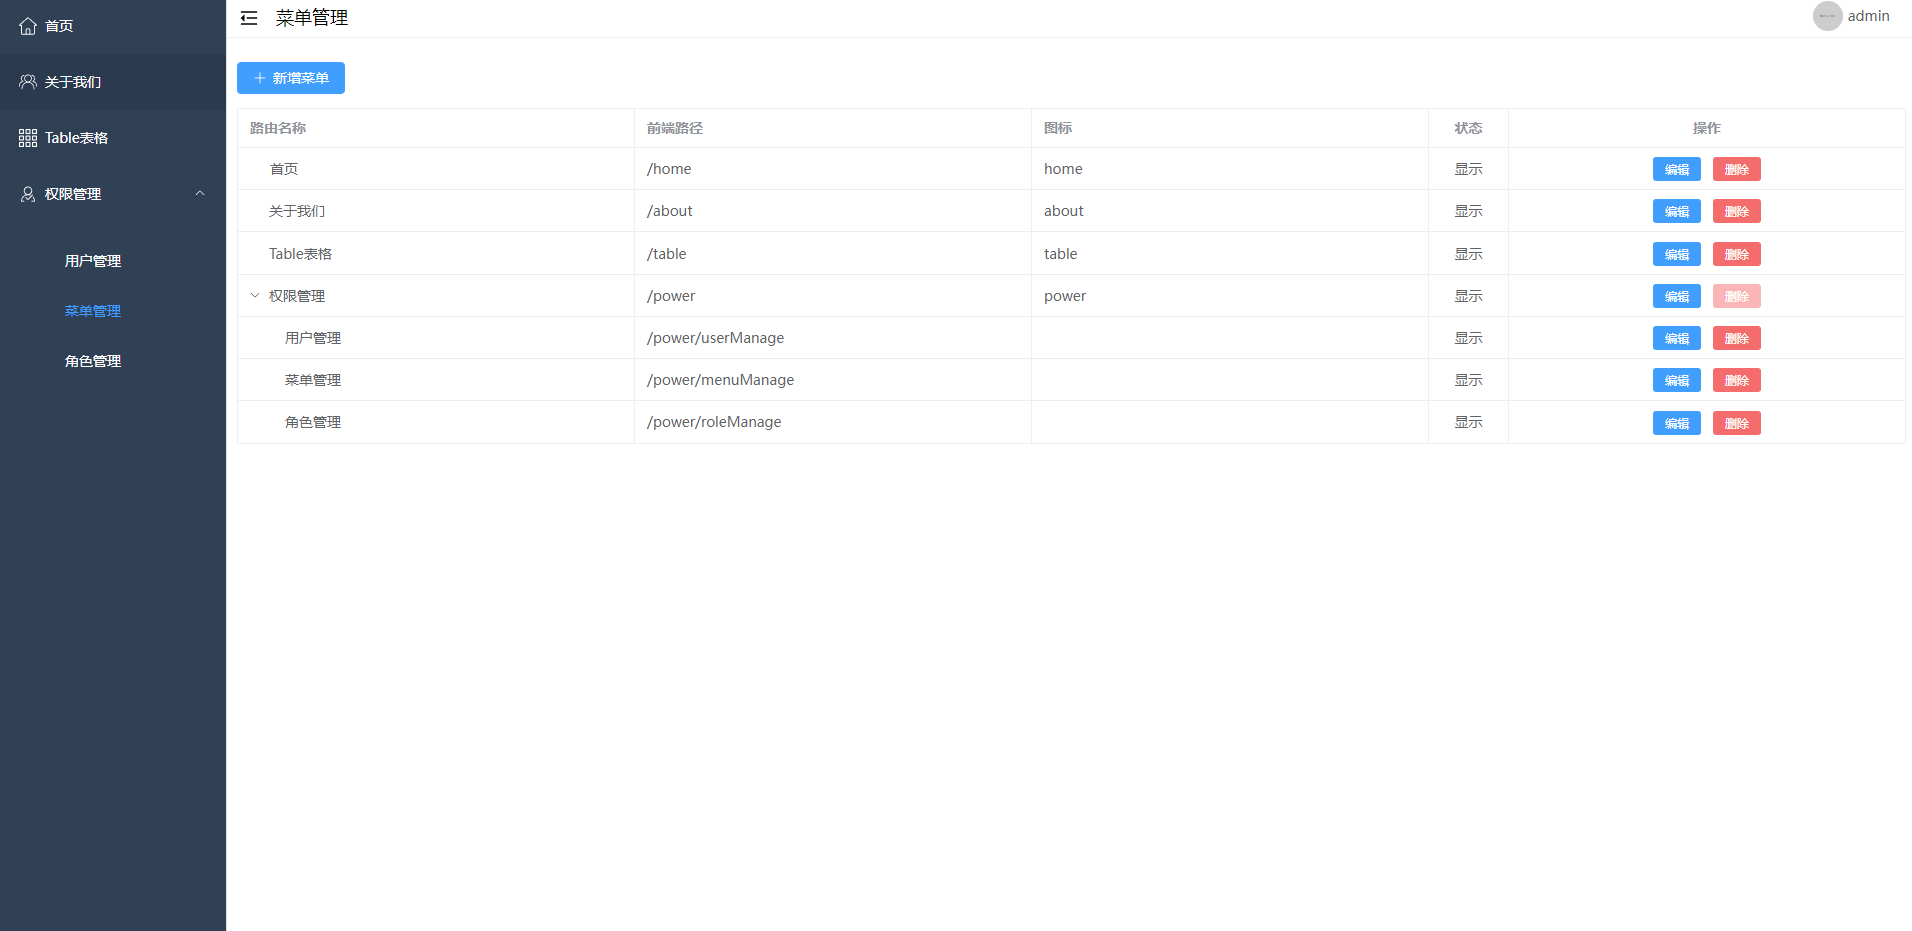 首页
关于我们
Table表格
权限管理
用户管理
菜单管理
角色管理
菜单管理
admin
新增菜单
路由名称 前端路径 图标 状态 操作
首页 /home home 显示 编辑 删除
关于我们 /about about 显示 编辑 删除
Table表格 /table table 显示 编辑 删除
权限管理 /power power 显示 编辑 删除
用户管理 /power/userManage 显示 编辑 删除
菜单管理 /power/menuManage 显示 编辑 删除
角色管理 /power/roleManage 显示 编辑 删除